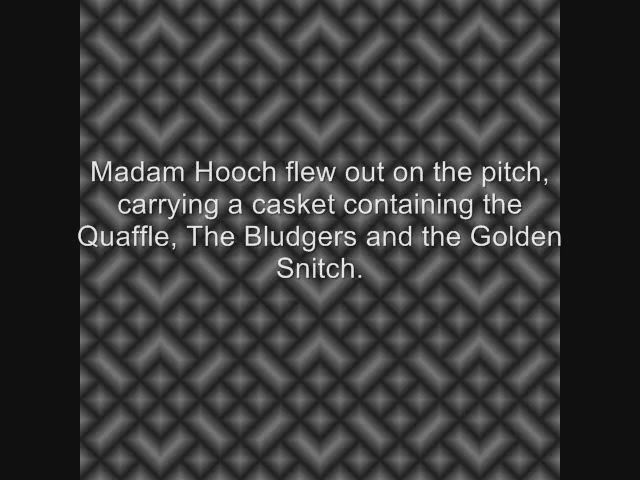 Madam Hooch flew out on the pitch,
carrying a casket containing the
Quaffle, The Bludgers and the Golden
Snitch.